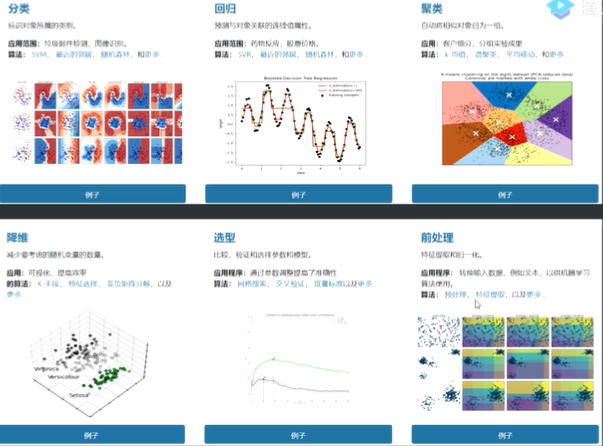 分类
标识对象所属的类别。
应用范围：垃圾邮件检测，图像识别。
算法： SVM， 最近的邻居， 随机森林，和更多...
例子
回归
预测与对象关联的连续值属性。
应用范围：药物反应，股票价格。
算法： SVR， 最近的邻居， 随机森林，和更多...
Boosted Decision Tree Regression
例子
聚类
自动将相似对象归为一组。
应用：客户细分，分组实验成果
算法： k-均值， 谱聚类， 平均移动，和更多...
K-means clustering on the digits dataset (PCA-reduced data)
Centroids are marked with white cross
例子
降维
减少要考虑的随机变量的数量。
应用：可视化，提高效率
的算法： K-手段， 特征选择， 非负矩阵分解，以及
更多...
Virginica
Versicolour
Setosa
例子
选型
比较，验证和选择参数和模型。
应用程序：通过参数调整提高了准确性
算法： 网格搜索， 交叉验证， 度量标准以及更多...
例子
前处理
特征提取和归一化。
应用程序： 转换输入数据，例如文本，以供机器学习
算法使用。
算法： 预处理， 特征提取，以及更多...
例子